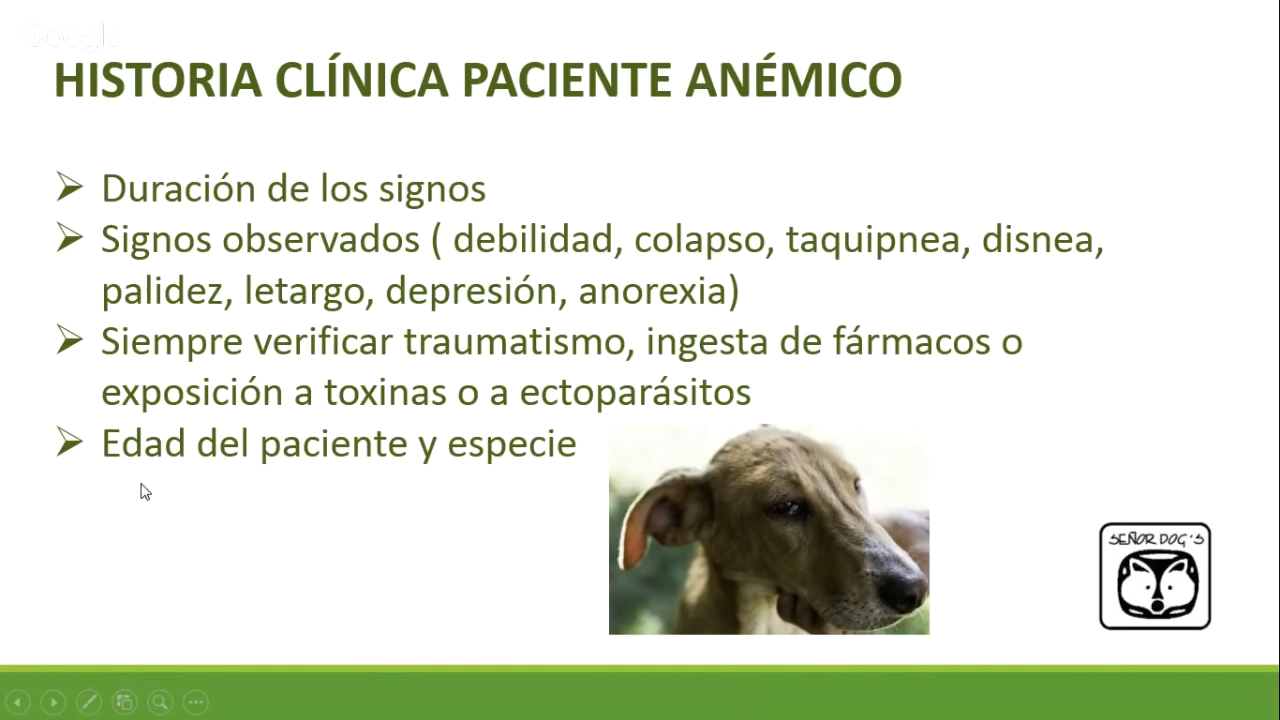 Google
HISTORIA CLÍNICA PACIENTE ANÉMICO
➢ Duración de los signos
➢ Signos observados ( debilidad, colapso, taquipnea, disnea,
palidez, letargo, depresión, anorexia)
➢ Siempre verificar traumatismo, ingesta de fármacos o
exposición a toxinas o a ectoparásitos
➢ Edad del paciente y especie
SEÑOR DOG'S